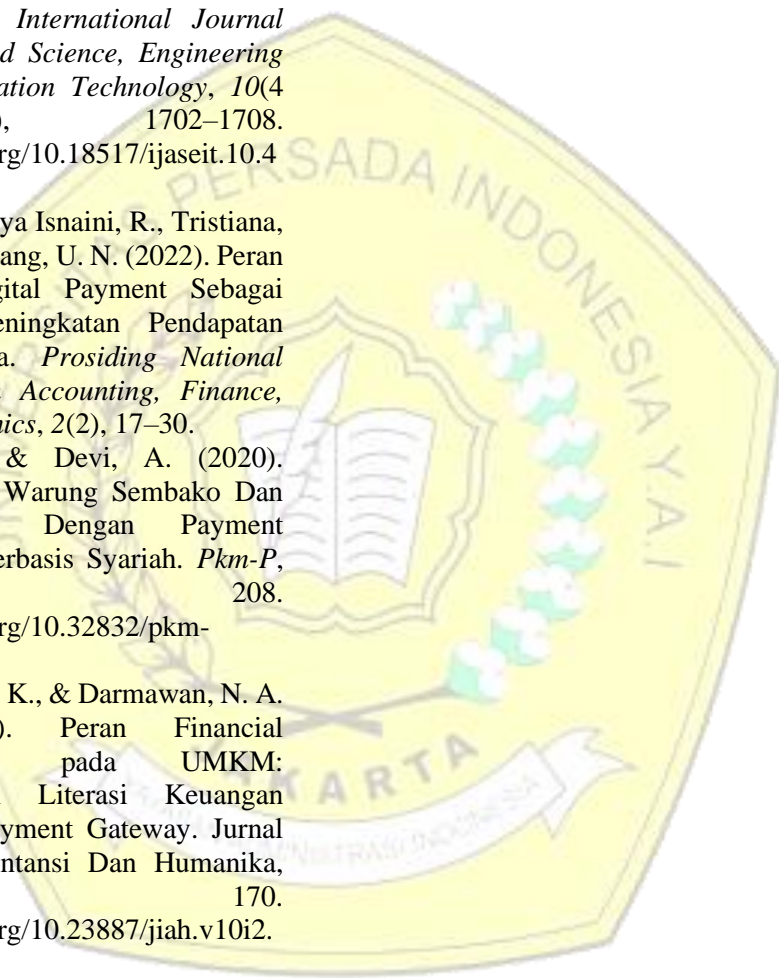 International Journal
d Science, Engineering
ation Technology, 10(4
), 1702–1708.
rg/10.18517/ijaseit.10.4
ya Isnaini, R., Tristiana,
ang, U. N. (2022). Peran
gital Payment Sebagai
eningkatan Pendapatan
a. Prosiding National
Accounting, Finance,
nics, 2(2), 17–30.
& Devi, A. (2020).
Warung Sembako Dan
Dengan Payment
erbasis Syariah. Pkm-P,
208.
rg/10.32832/pkm-
K., & Darmawan, N. A.
). Peran Financial
pada UMKM:
Literasi Keuangan
yment Gateway. Jurnal
ntansi Dan Humanika,
170.
rg/10.23887/jiah.v10i2.
PERSADA INDONESIA Y.A.I
KARTA